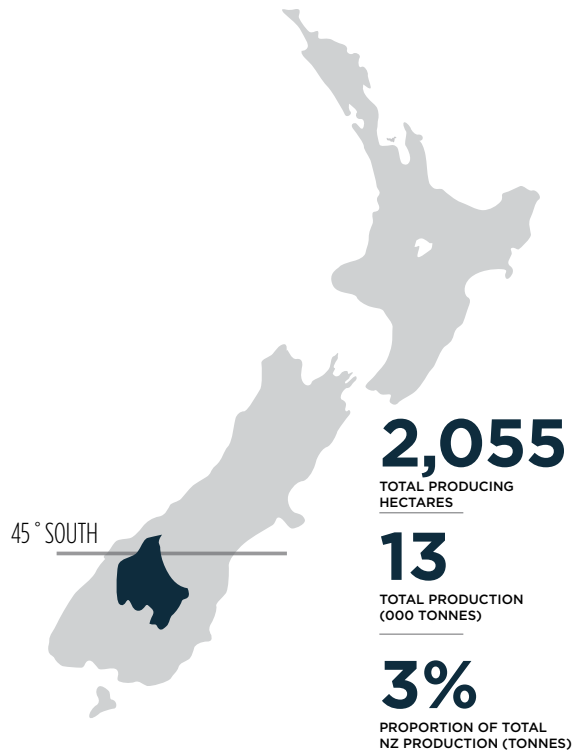 45° SOUTH
2,055
TOTAL PRODUCING
HECTARES
13
TOTAL PRODUCTION
(000 TONNES)
3%
PROPORTION OF TOTAL
NZ PRODUCTION (TONNES)